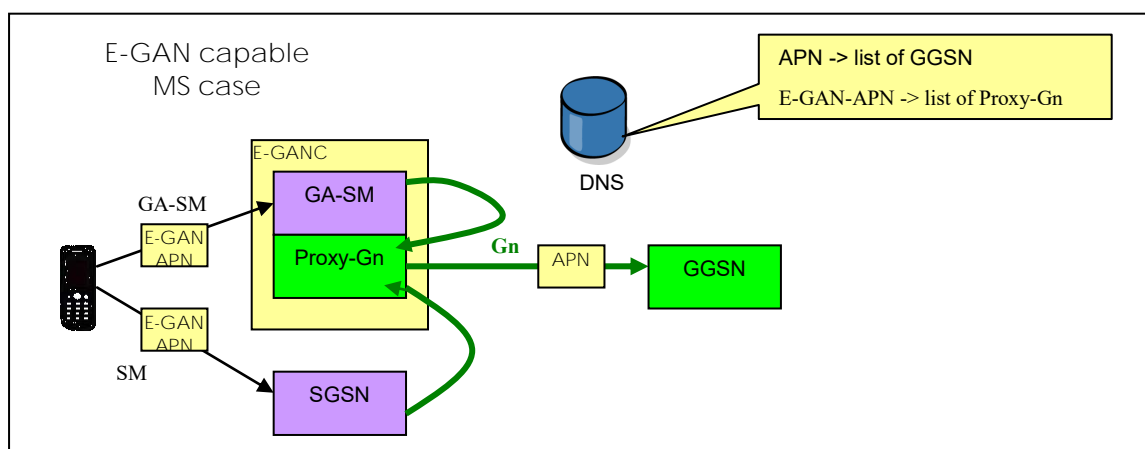 E-GAN capable
MS case
APN -> list of GGSN
E-GAN-APN -> list of Proxy-Gn
DNS
E-GANC
GA-SM
GA-SM
E-GAN
APN
Proxy-Gn
Gn
APN
GGSN
E-GAN
APN
SM
SGSN